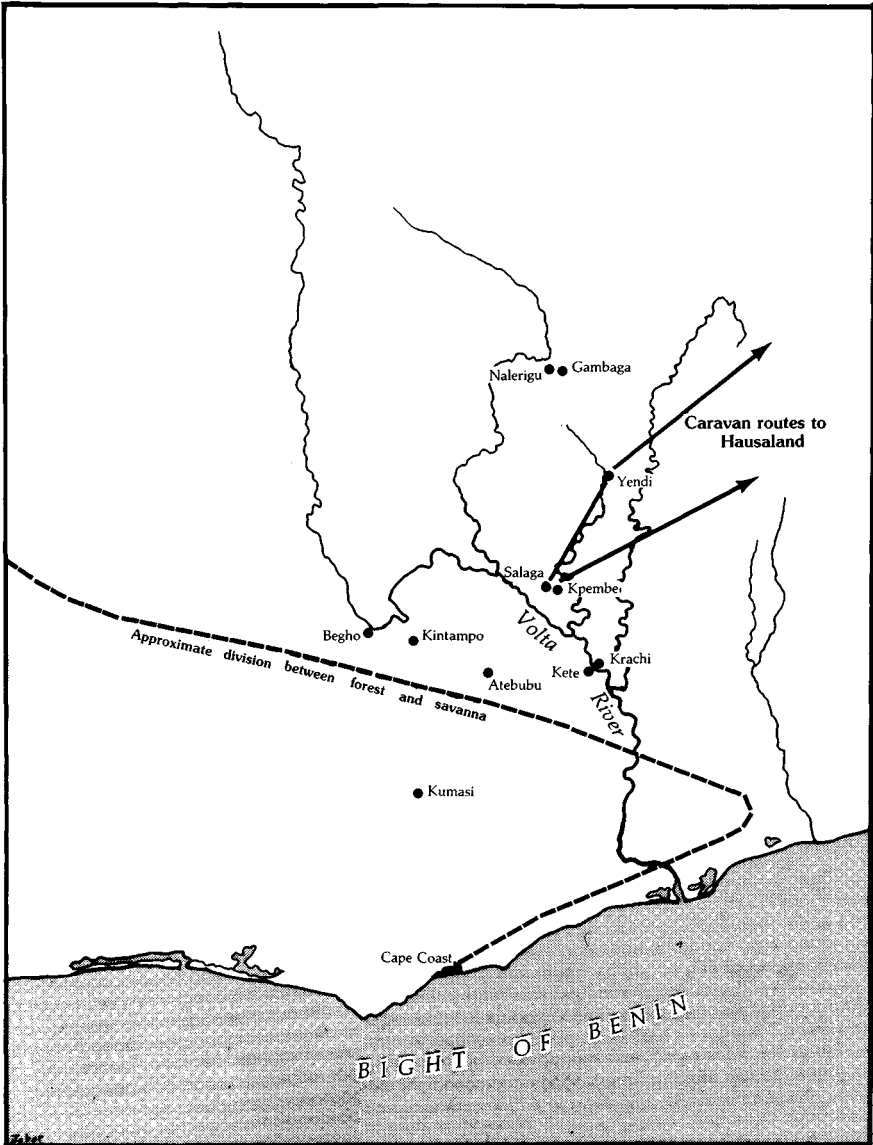 Nalerigu
Gambaga
Caravan routes to
Hausaland
Yendi
Salaga
Kpembe
Volta
Begho
Kintampo
Approximate division between forest and savanna
Krachi
Kete
Atebubu
River
Kumasi
Cape Coast
BIGHT OF BENIN